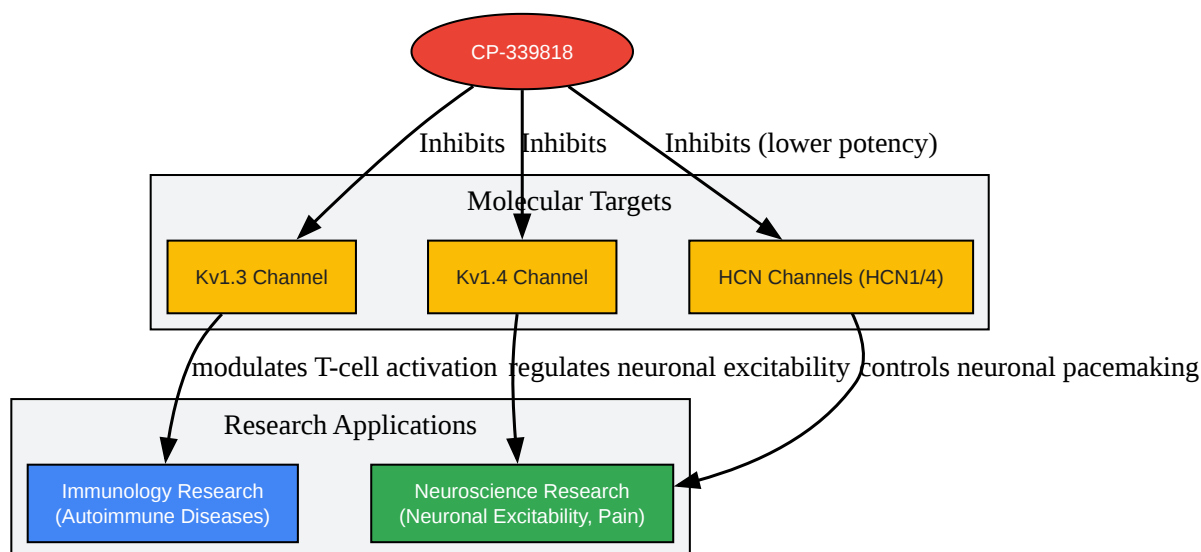 CP-339818
Inhibits
Inhibits
Inhibits (lower potency)
Molecular Targets
Kv1.3 Channel
Kv1.4 Channel
HCN Channels (HCN1/4)
modulates T-cell activation
regulates neuronal excitability
controls neuronal pacemaking
Research Applications
Immunology Research
(Autoimmune Diseases)
Neuroscience Research
(Neuronal Excitability, Pain)